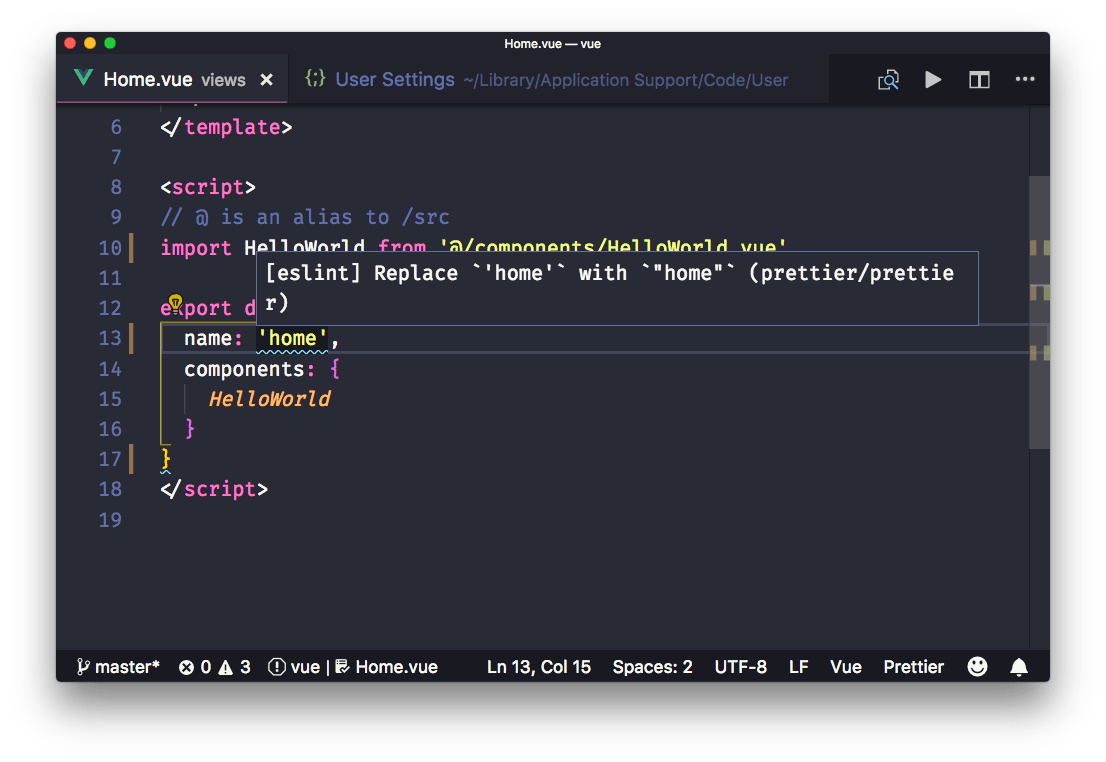 Home.vue — vue
Home.vue views × {;} User Settings ~/Library/Application Support/Code/User
6 </template>
7
8 <script>
9 // @ is an alias to /src
10 import HelloWorld from '@/components/HelloWorld.vue'
11 [eslint] Replace `'home'` with `"home"` (prettier/prettie
r)
12 export d
13 name: 'home',
14 components: {
15 HelloWorld
16 }
17 }
18 </script>
19
master* 0 3 vue | Home.vue Ln 13, Col 15 Spaces: 2 UTF-8 LF Vue Prettier